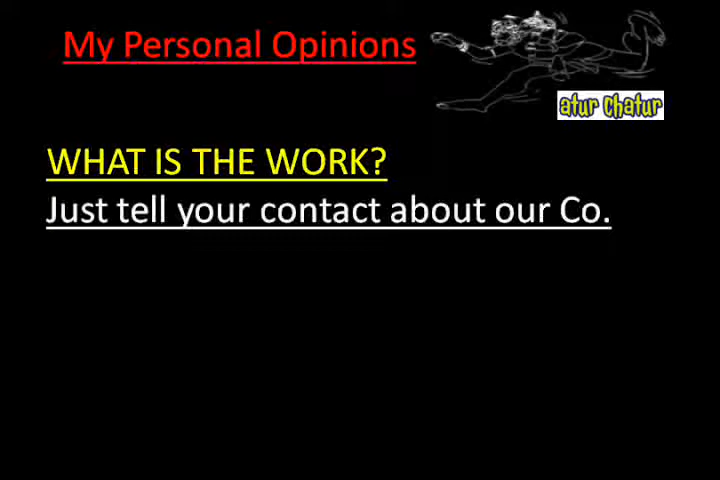 My Personal Opinions
atur chatur
WHAT IS THE WORK?
Just tell your contact about our Co.